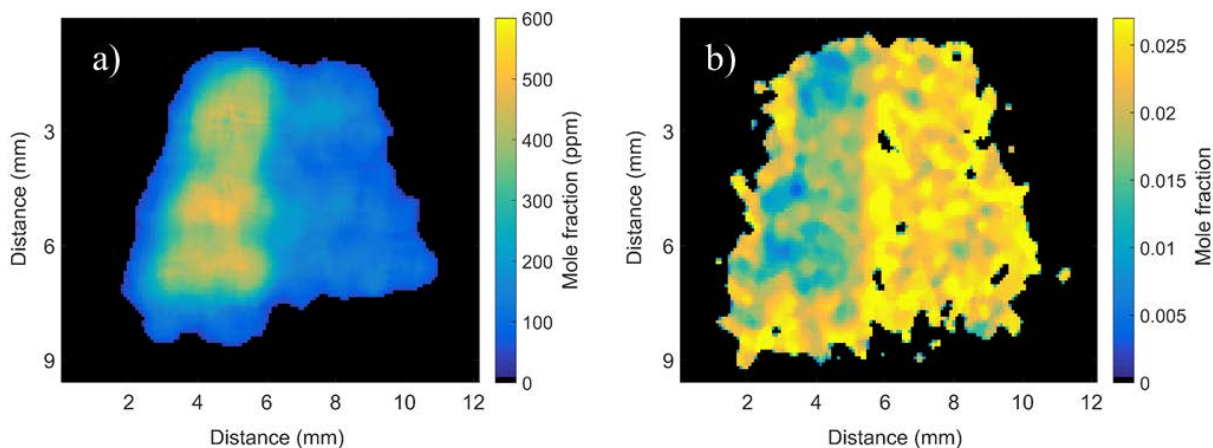 a)
3
6
9
Distance (mm)
2 4 6 8 10 12
Distance (mm)
600
500
400
300
200
100
0
Mole fraction (ppm)
b)
3
6
9
Distance (mm)
2 4 6 8 10 12
Distance (mm)
0.025
0.02
0.015
0.01
0.005
0
Mole fraction